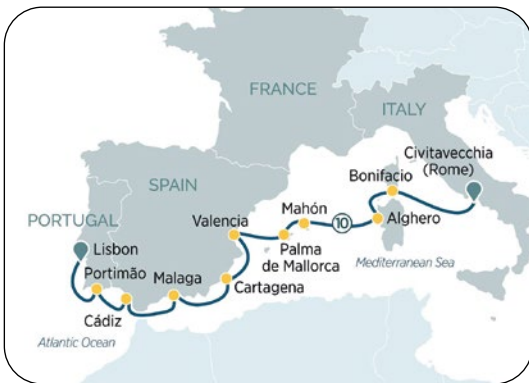 FRANCE
ITALY
Civitavecchia
(Rome)
Bonifacio
SPAIN
Mahón
10
Alghero
PORTUGAL
Valencia
Lisbon
Palma
de Mallorca
Mediterranean Sea
Portimão
Malaga
Cartagena
Cádiz
Atlantic Ocean